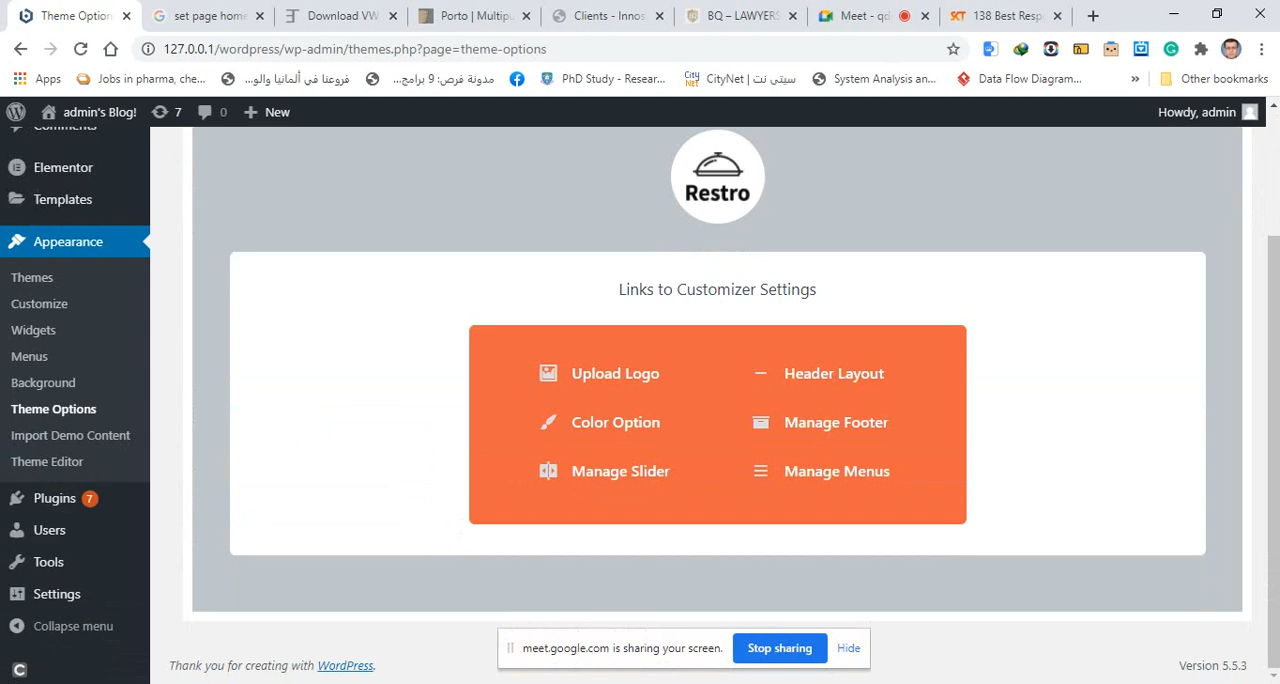 Theme Option
set page home
Download VW
Porto | Multipu
Clients - Innos
BQ – LAWYERS
Meet - qd
138 Best Resp
127.0.0.1/wordpress/wp-admin/themes.php?page=theme-options
Apps
Jobs in pharma, che...
فروعنا في ألمانيا والو...
مدونة فرص: 9 برامج...
PhD Study - Resear...
سيتي نت | CityNet
System Analysis an...
Data Flow Diagram...
»
Other bookmarks
admin's Blog!
7
0
New
Howdy, admin
Comments
Elementor
Templates
Appearance
Themes
Customize
Widgets
Menus
Background
Theme Options
Import Demo Content
Theme Editor
Plugins 7
Users
Tools
Settings
Collapse menu
Restro
Links to Customizer Settings
Upload Logo
Header Layout
Color Option
Manage Footer
Manage Slider
Manage Menus
meet.google.com is sharing your screen.
Stop sharing
Hide
Thank you for creating with WordPress.
Version 5.5.3